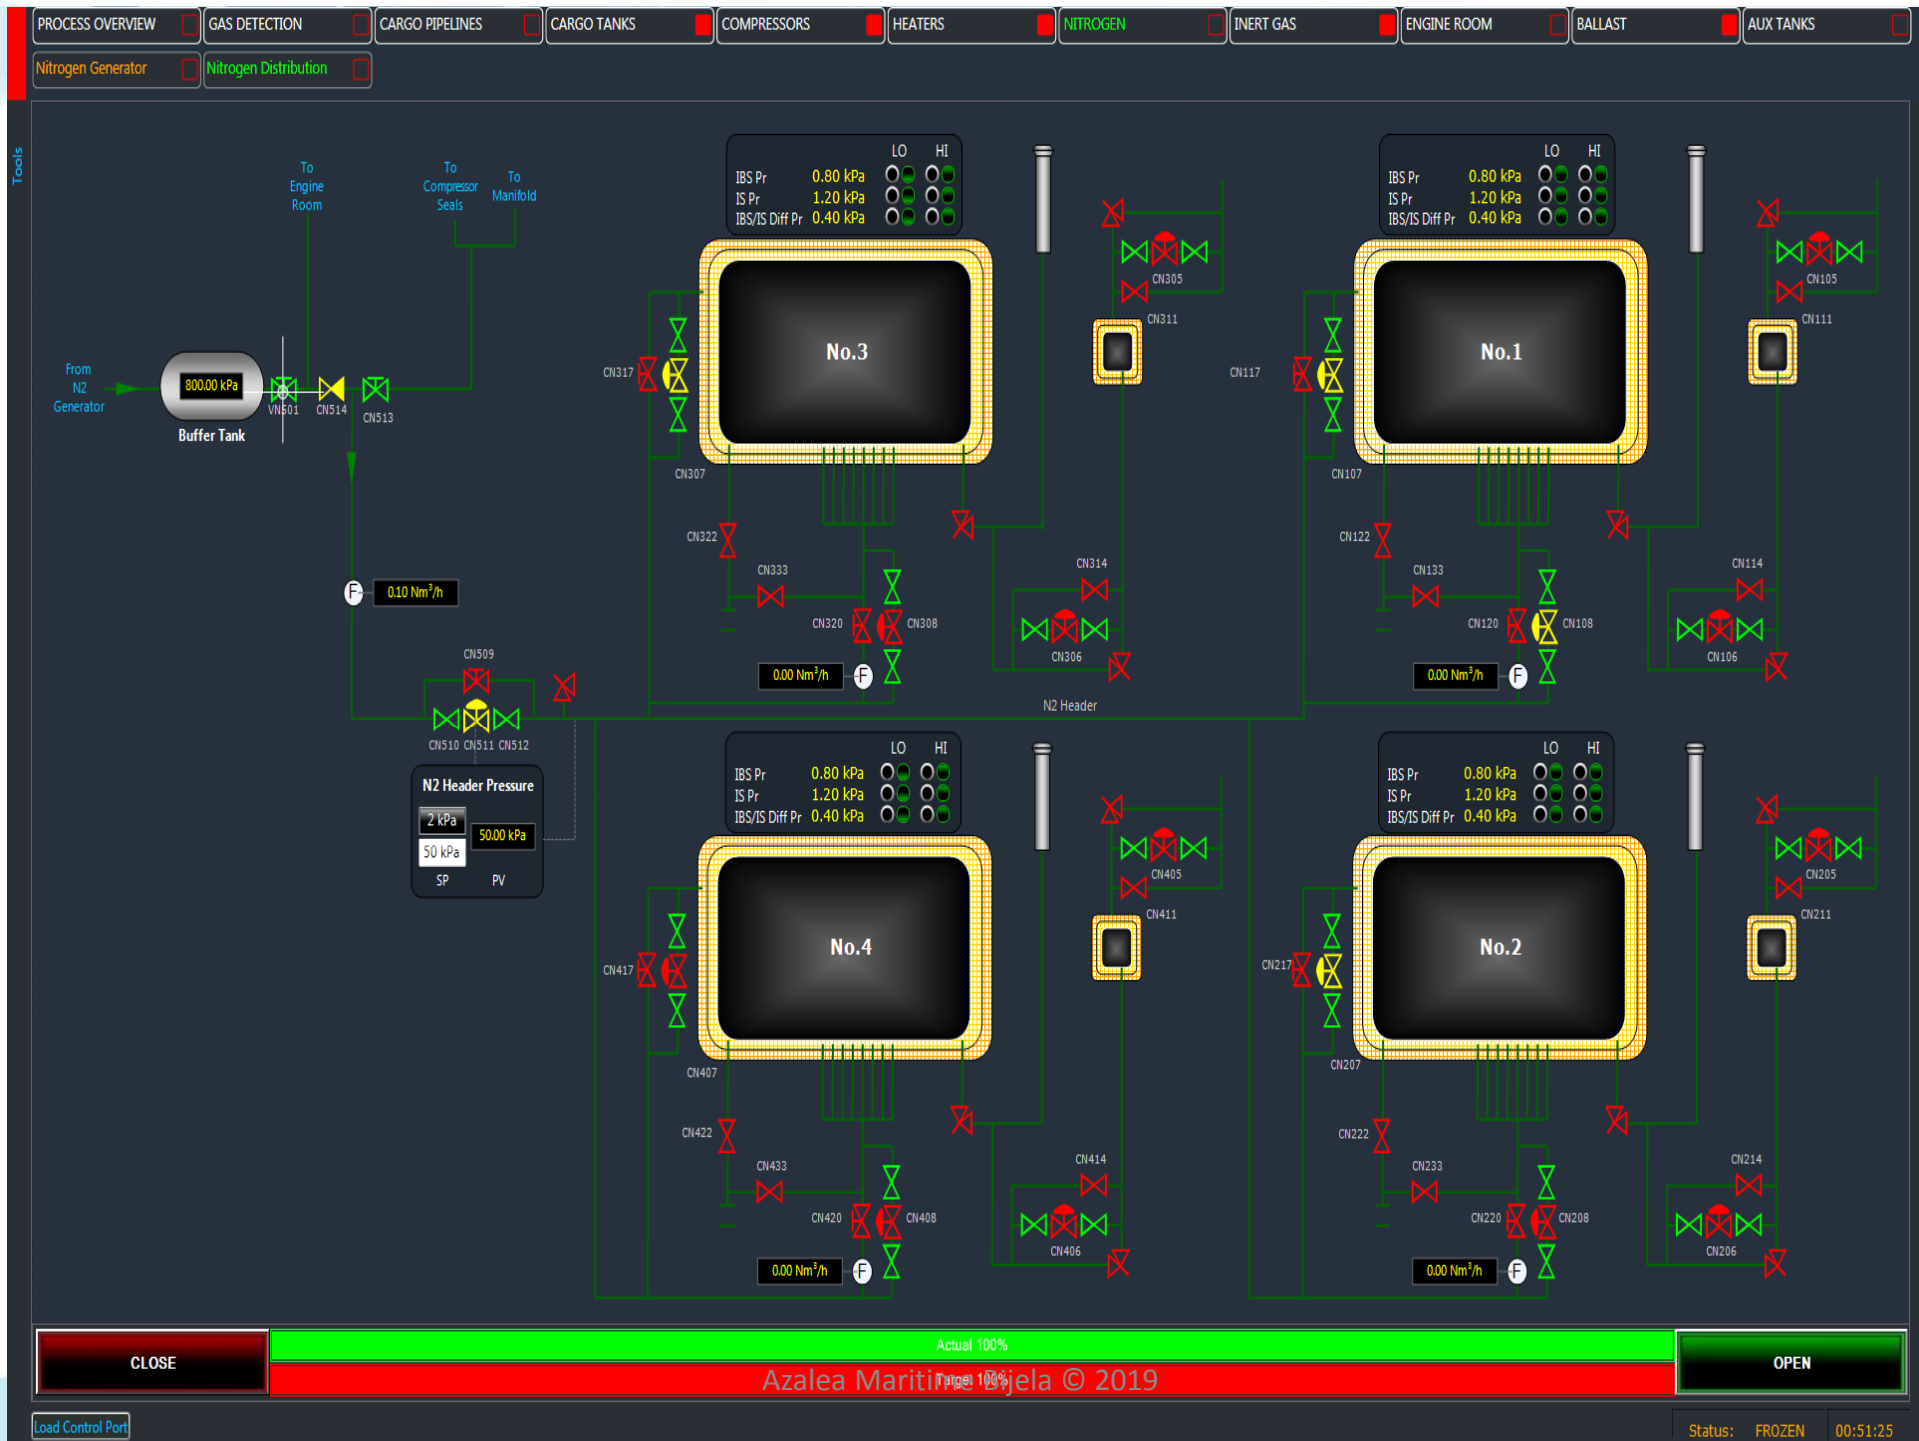 PROCESS OVERVIEW
GAS DETECTION
CARGO PIPELINES
CARGO TANKS
COMPRESSORS
HEATERS
NITROGEN
INERT GAS
ENGINE ROOM
BALLAST
AUX TANKS
Nitrogen Generator
Nitrogen Distribution
Tools
To
Engine
Room
To
Compressor
Seals
To
Manifold
From
N2
Generator
800.00 kPa
Buffer Tank
VN501
CN514
CN513
0.10 Nm³/h
F
CN509
CN510
CN511
CN512
N2 Header Pressure
2 kPa
50 kPa
50.00 kPa
SP
PV
LO HI
IBS Pr 0.80 kPa
IS Pr 1.20 kPa
IBS/IS Diff Pr 0.40 kPa
No.3
CN317
CN307
CN305
CN311
CN322
CN333
CN314
CN320
CN308
CN306
0.00 Nm³/h
F
LO HI
IBS Pr 0.80 kPa
IS Pr 1.20 kPa
IBS/IS Diff Pr 0.40 kPa
No.1
CN117
CN107
CN105
CN111
CN122
CN133
CN114
CN120
CN108
CN106
0.00 Nm³/h
F
N2 Header
LO HI
IBS Pr 0.80 kPa
IS Pr 1.20 kPa
IBS/IS Diff Pr 0.40 kPa
No.4
CN417
CN407
CN405
CN411
CN422
CN433
CN414
CN420
CN408
CN406
0.00 Nm³/h
F
LO HI
IBS Pr 0.80 kPa
IS Pr 1.20 kPa
IBS/IS Diff Pr 0.40 kPa
No.2
CN217
CN207
CN205
CN211
CN222
CN233
CN214
CN220
CN208
CN206
0.00 Nm³/h
F
CLOSE
Actual 100%
Target 100%
Azalea Maritime Bijela © 2019
OPEN
Load Control Port
Status: FROZEN 00:51:25